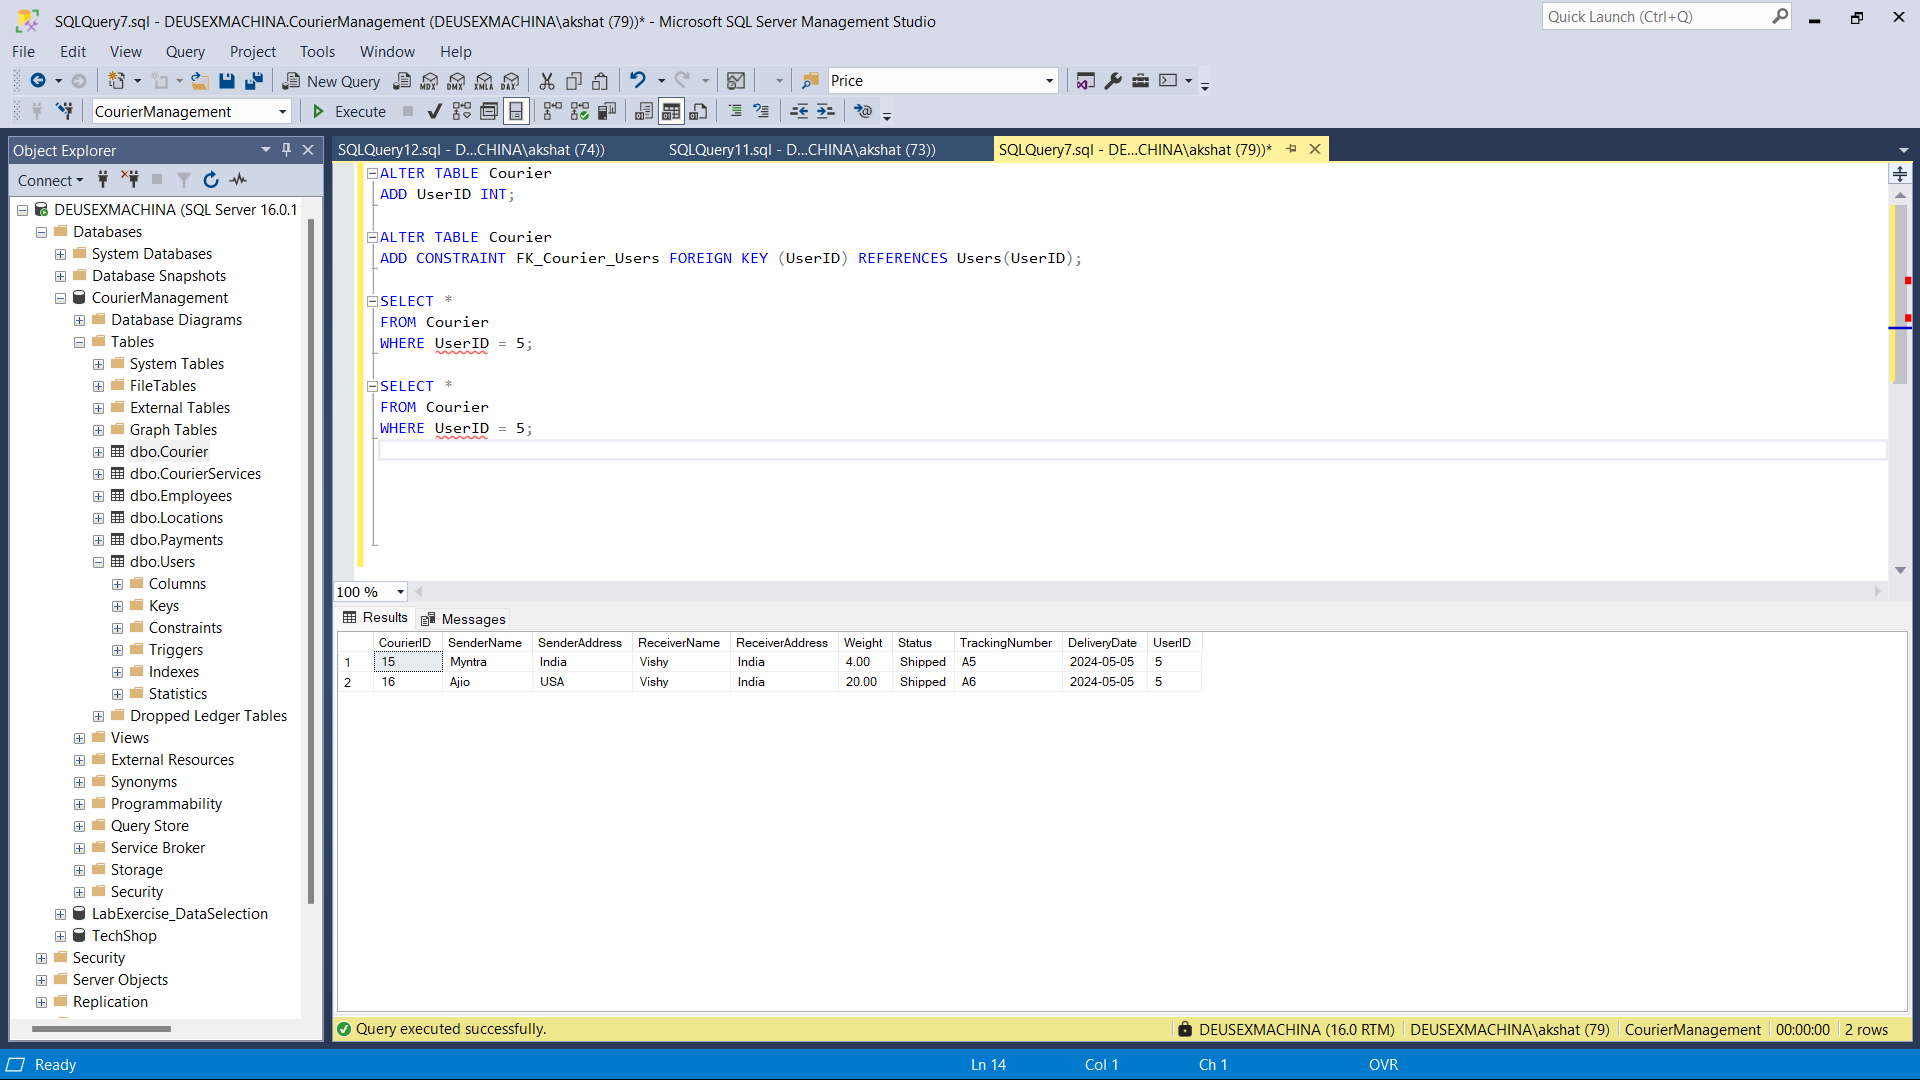 SQLQuery7.sql - DEUSEXMACHINA.CourierManagement (DEUSEXMACHINA\akshat (79))* - Microsoft SQL Server Management Studio
Quick Launch (Ctrl+Q)
File Edit View Query Project Tools Window Help
New Query
MDX DMX XMLA DAX
Price
CourierManagement
Execute
Object Explorer
Connect
DEUSEXMACHINA (SQL Server 16.0.1
Databases
System Databases
Database Snapshots
CourierManagement
Database Diagrams
Tables
System Tables
FileTables
External Tables
Graph Tables
dbo.Courier
dbo.CourierServices
dbo.Employees
dbo.Locations
dbo.Payments
dbo.Users
Columns
Keys
Constraints
Triggers
Indexes
Statistics
Dropped Ledger Tables
Views
External Resources
Synonyms
Programmability
Query Store
Service Broker
Storage
Security
LabExercise_DataSelection
TechShop
Security
Server Objects
Replication
SQLQuery12.sql - D...CHINA\akshat (74))
SQLQuery11.sql - D...CHINA\akshat (73))
SQLQuery7.sql - DE...CHINA\akshat (79))*
ALTER TABLE Courier
ADD UserID INT;
ALTER TABLE Courier
ADD CONSTRAINT FK_Courier_Users FOREIGN KEY (UserID) REFERENCES Users(UserID);
SELECT *
FROM Courier
WHERE UserID = 5;
SELECT *
FROM Courier
WHERE UserID = 5;
100 %
Results Messages
CourierID SenderName SenderAddress ReceiverName ReceiverAddress Weight Status TrackingNumber DeliveryDate UserID
1 15 Myntra India Vishy India 4.00 Shipped A5 2024-05-05 5
2 16 Ajio USA Vishy India 20.00 Shipped A6 2024-05-05 5
Query executed successfully.
DEUSEXMACHINA (16.0 RTM) DEUSEXMACHINA\akshat (79) CourierManagement 00:00:00 2 rows
Ready
Ln 14 Col 1 Ch 1 OVR